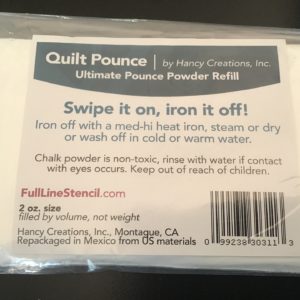 Quilt Pounce | by Hancy Creations, Inc.
Ultimate Pounce Powder Refill
Swipe it on, iron it off!
Iron off with a med-hi heat iron, steam or dry
or wash off in cold or warm water.
Chalk powder is non-toxic, rinse with water if contact
with eyes occurs. Keep out of reach of children.
FullLineStencil.com
2 oz. size
filled by volume, not weight
Hancy Creations, Inc., Montague, CA
Repackaged in Mexico from US materials
0 99238 30311 3